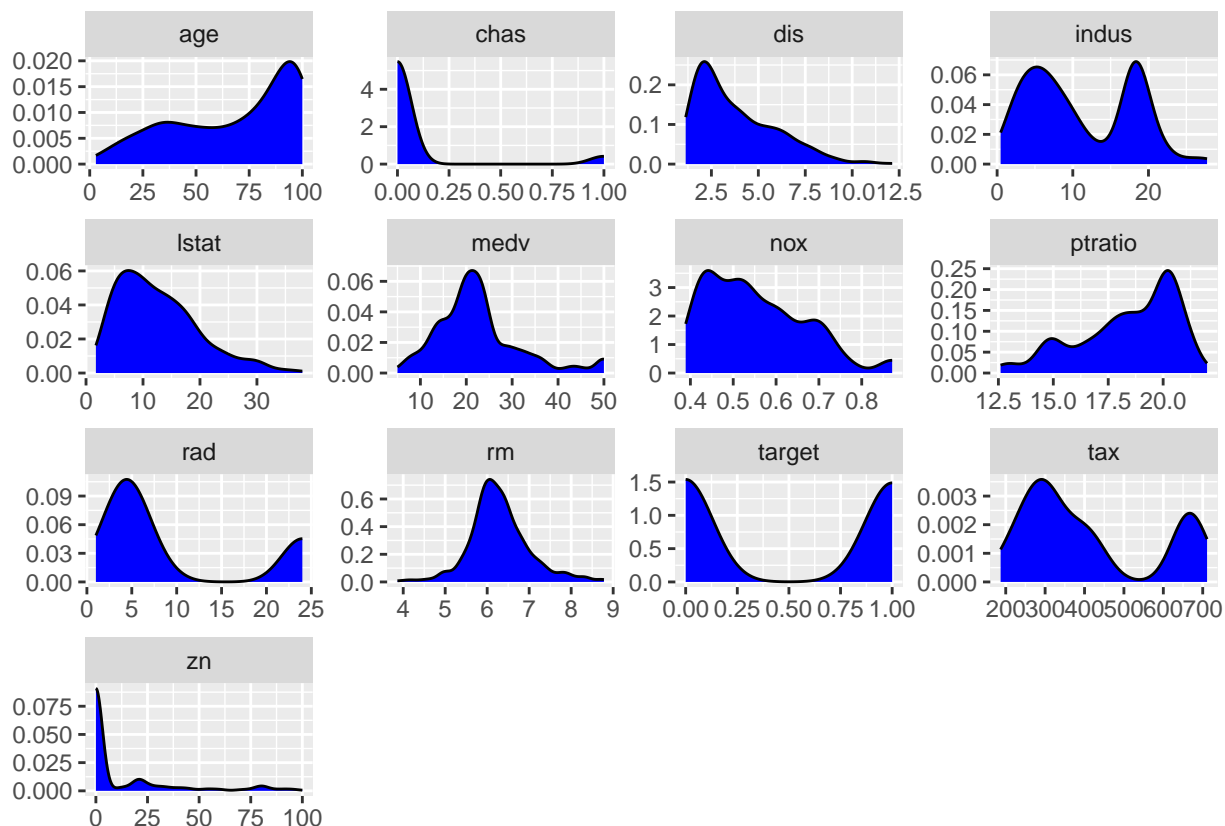 age chas dis indus
0.020 0.015 0.010 0.005 0.000
4 2 0
0.2 0.1 0.0
0.06 0.04 0.02 0.00
0 25 50 75 100
0.00 0.25 0.50 0.75 1.00
2.5 5.0 7.5 10.0 12.5
0 10 20
lstat medv nox ptratio
0.06 0.04 0.02 0.00
0.06 0.04 0.02 0.00
3 2 1 0
0.25 0.20 0.15 0.10 0.05 0.00
0 10 20 30
10 20 30 40 50
0.4 0.5 0.6 0.7 0.8
12.5 15.0 17.5 20.0
rad rm target tax
0.09 0.06 0.03 0.00
0.6 0.4 0.2 0.0
1.5 1.0 0.5 0.0
0.003 0.002 0.001 0.000
0 5 10 15 20 25
4 5 6 7 8 9
0.00 0.25 0.50 0.75 1.00
200 300 400 500 600 700
zn
0.075 0.050 0.025 0.000
0 25 50 75 100